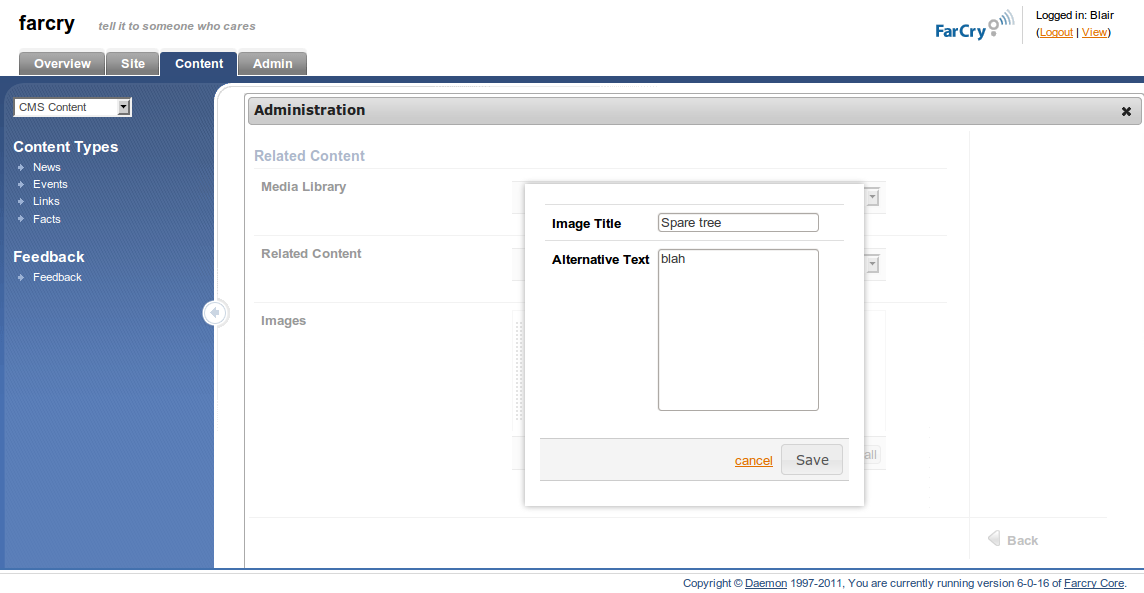 farcry
tell it to someone who cares
FarCry
Logged in: Blair
(Logout | View)
Overview
Site
Content
Admin
CMS Content
Content Types
News
Events
Links
Facts
Feedback
Feedback
Administration
Related Content
Media Library
Related Content
Images
Image Title
Spare tree
Alternative Text
blah
cancel
Save
all
Back
Copyright © Daemon 1997-2011, You are currently running version 6-0-16 of Farcry Core.